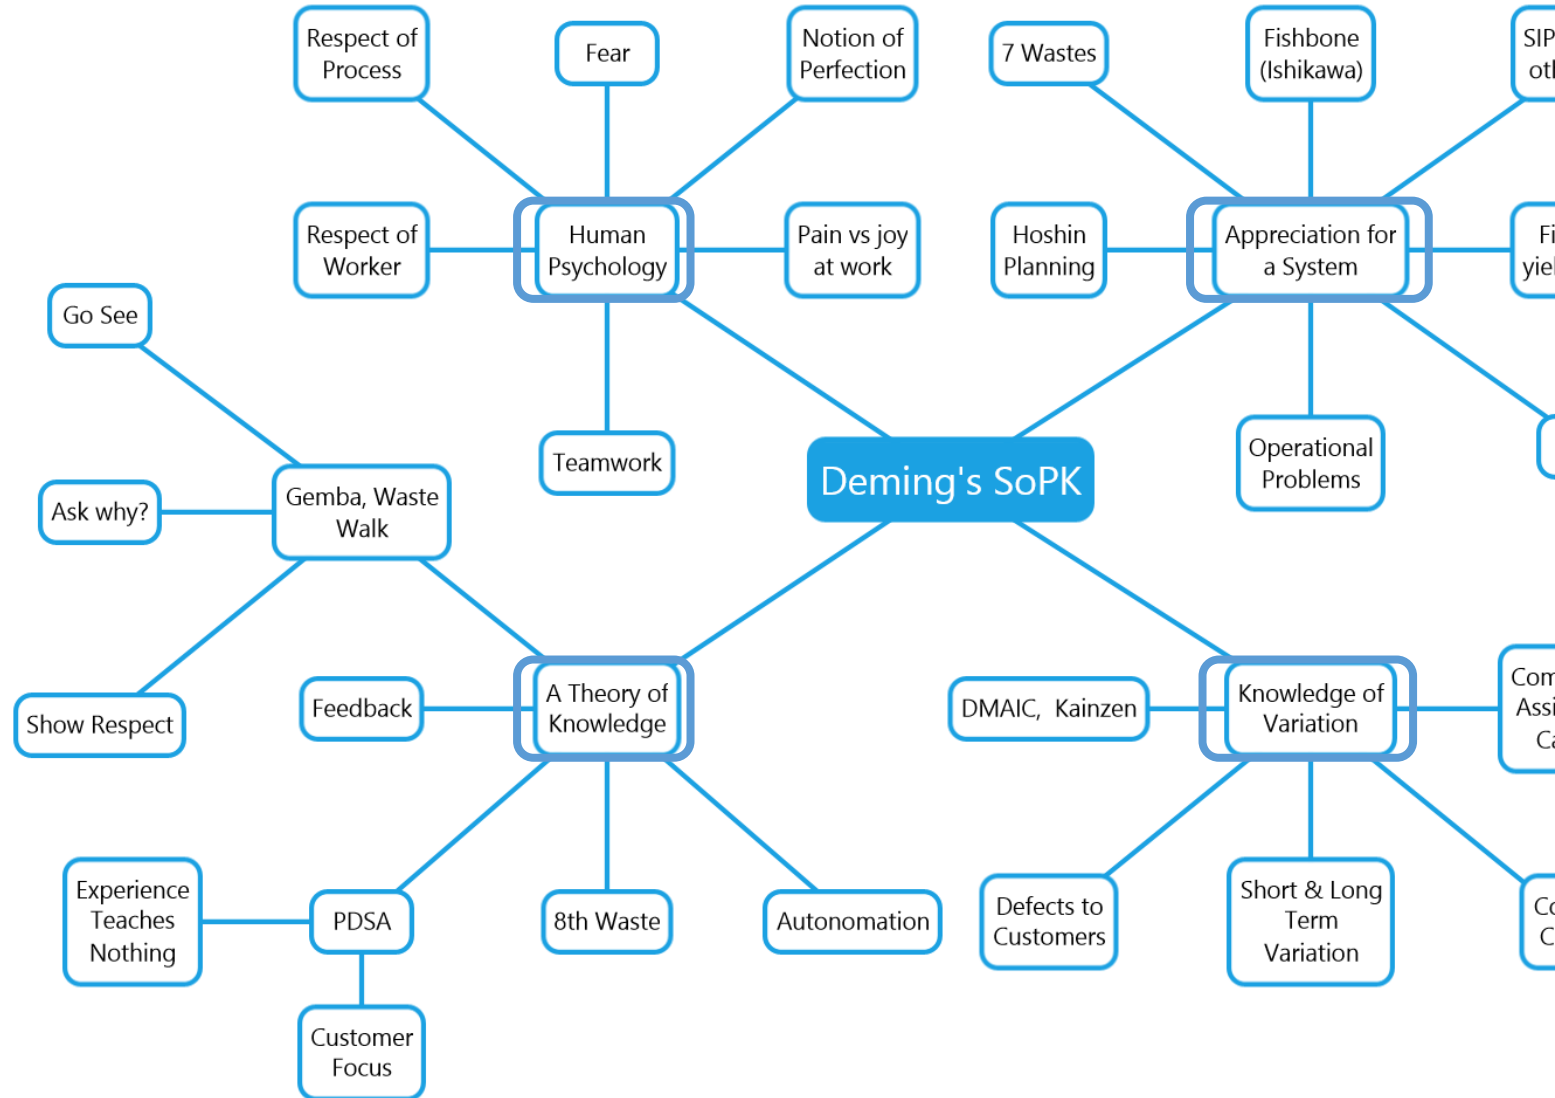 Respect of
Process
Fear
Notion of
Perfection
7 Wastes
Fishbone
(Ishikawa)
Respect of
Worker
Human
Psychology
Pain vs joy
at work
Hoshin
Planning
Appreciation for
a System
Go See
Teamwork
Operational
Problems
Deming's SoPK
Ask why?
Gemba, Waste
Walk
Show Respect
Feedback
A Theory of
Knowledge
DMAIC,  Kainzen
Knowledge of
Variation
Experience
Teaches
Nothing
PDSA
8th Waste
Autonomation
Defects to
Customers
Short & Long
Term
Variation
Customer
Focus